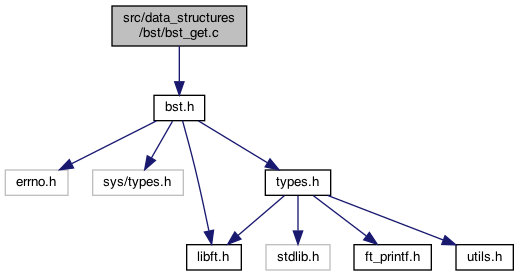 src/data_structures
/bst/bst_get.c
bst.h
errno.h
sys/types.h
types.h
libft.h
stdlib.h
ft_printf.h
utils.h